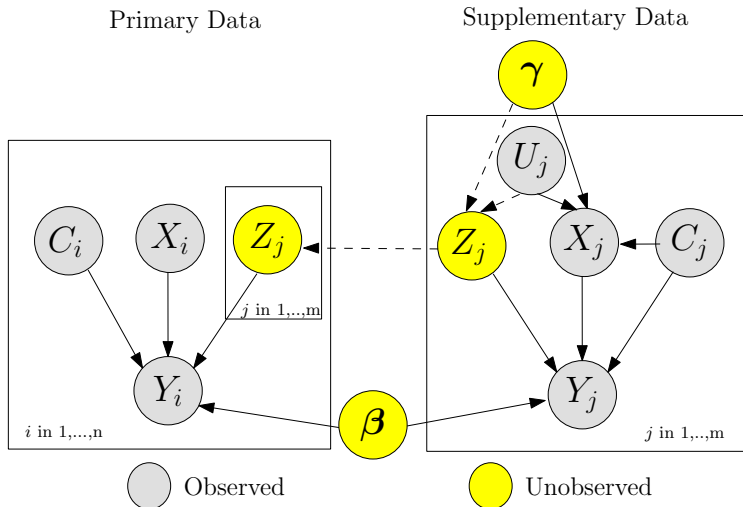 Primary Data
Supplementary Data
γ
U_j
C_i
X_i
Z_j
Z_j
X_j
C_j
j in 1,..,m
Y_i
Y_j
β
i in 1,...,n
j in 1,..,m
Observed
Unobserved